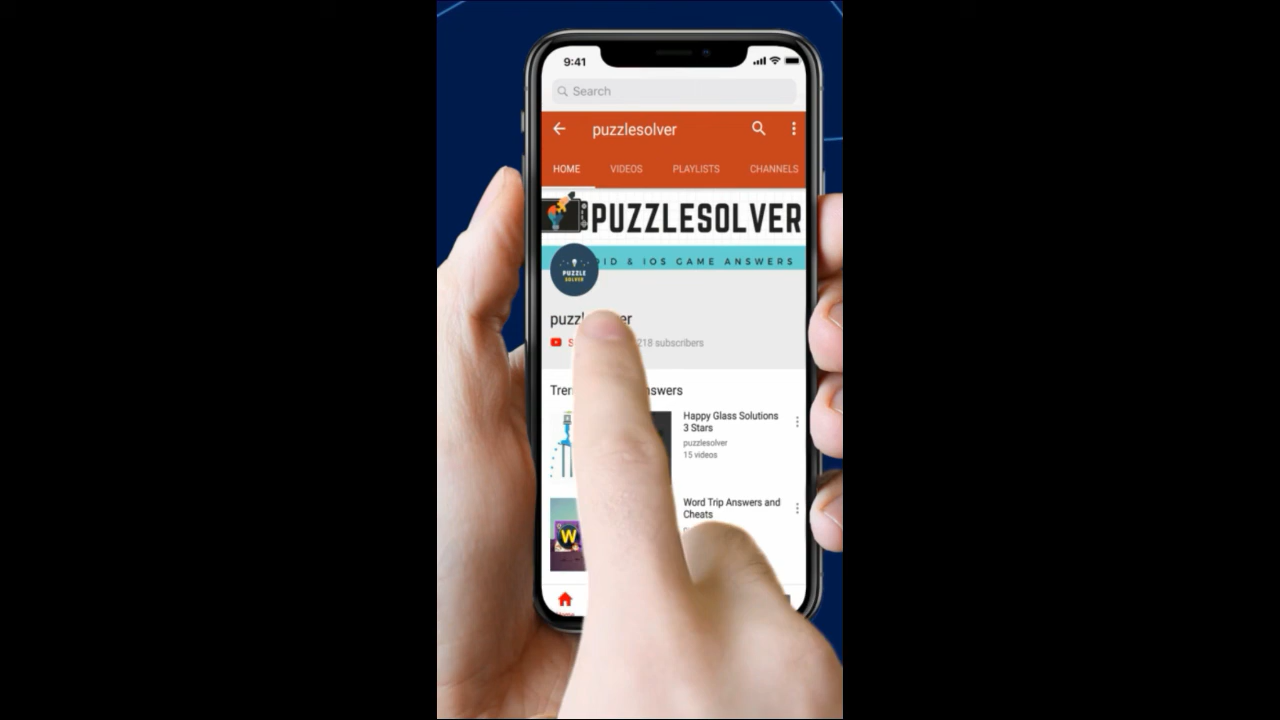 9:41
Search
puzzlesolver
HOME VIDEOS PLAYLISTS CHANNELS
PUZZLESOLVER
& IOS GAME ANSWERS
PUZZLE
SOLVER
218 subscribers
Happy Glass Solutions
3 Stars
puzzlesolver
15 videos
Word Trip Answers and
Cheats
W